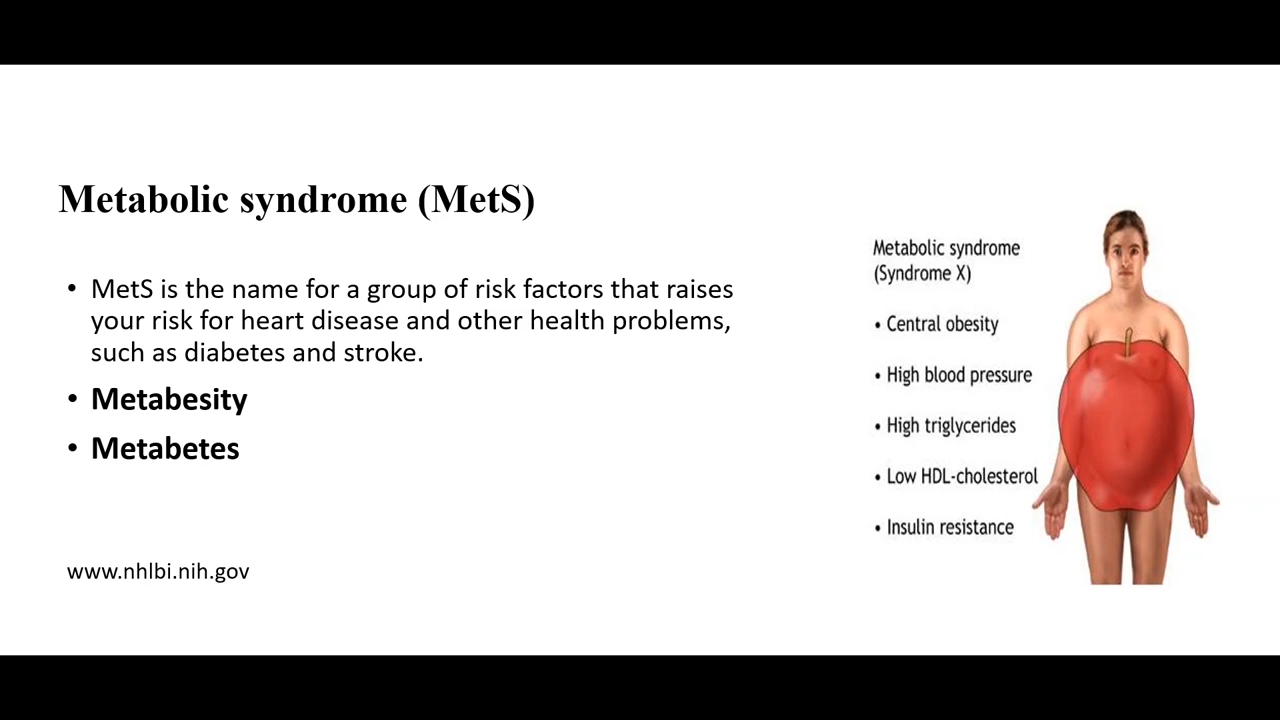 Metabolic syndrome (MetS)
• MetS is the name for a group of risk factors that raises
your risk for heart disease and other health problems,
such as diabetes and stroke.
• Metabesity
• Metabetes
www.nhlbi.nih.gov
Metabolic syndrome
(Syndrome X)
• Central obesity
• High blood pressure
• High triglycerides
• Low HDL-cholesterol
• Insulin resistance